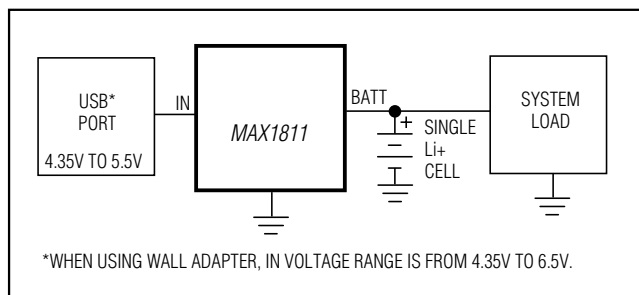 USB*
PORT
4.35V TO 5.5V
IN
MAX1811
BATT
+
SINGLE
Li+
CELL
SYSTEM
LOAD
*WHEN USING WALL ADAPTER, IN VOLTAGE RANGE IS FROM 4.35V TO 6.5V.